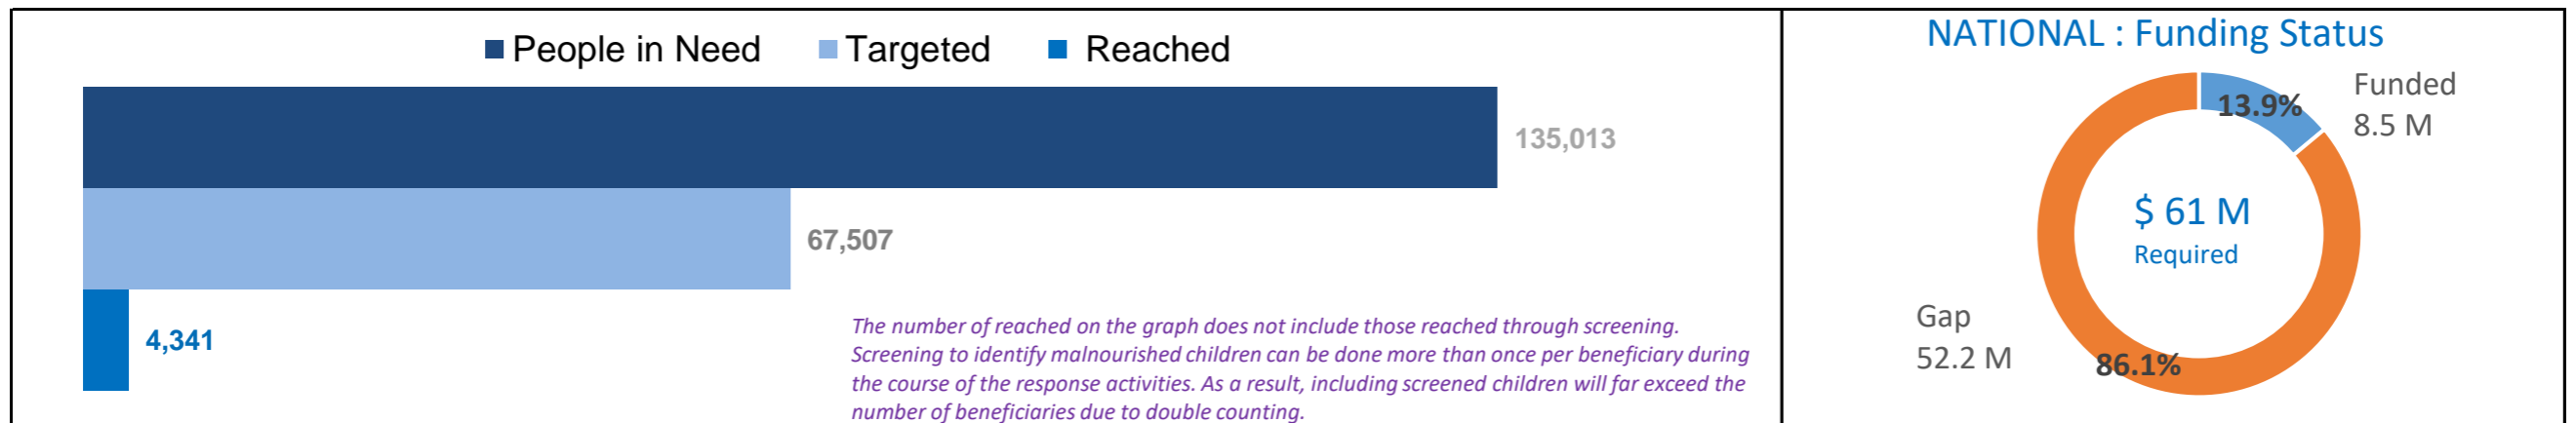 People in Need Targeted Reached
135,013
67,507
4,341
The number of reached on the graph does not include those reached through screening.
Screening to identify malnourished children can be done more than once per beneficiary during
the course of the response activities. As a result, including screened children will far exceed the
number of beneficiaries due to double counting.
NATIONAL : Funding Status
Funded
8.5 M
13.9%
$ 61 M
Required
Gap
52.2 M
86.1%